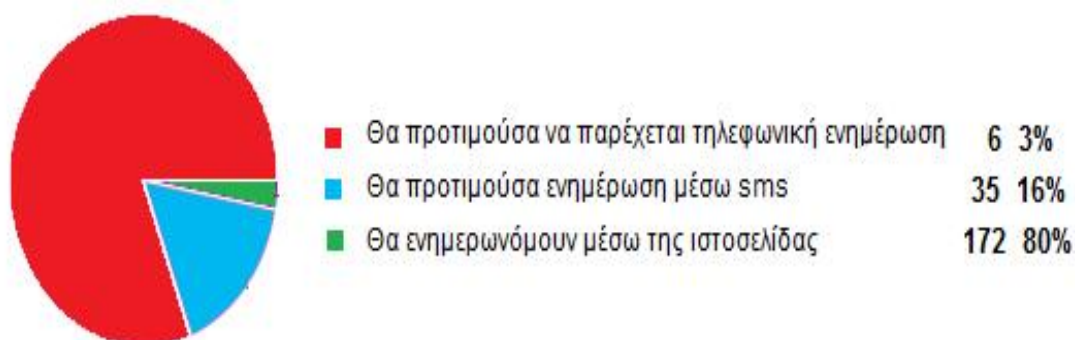 Θα προτιμούσα να παρέχεται τηλεφωνική ενημέρωση 6 3%
Θα προτιμούσα ενημέρωση μέσω sms 35 16%
Θα ενημερωνόμουν μέσω της ιστοσελίδας 172 80%